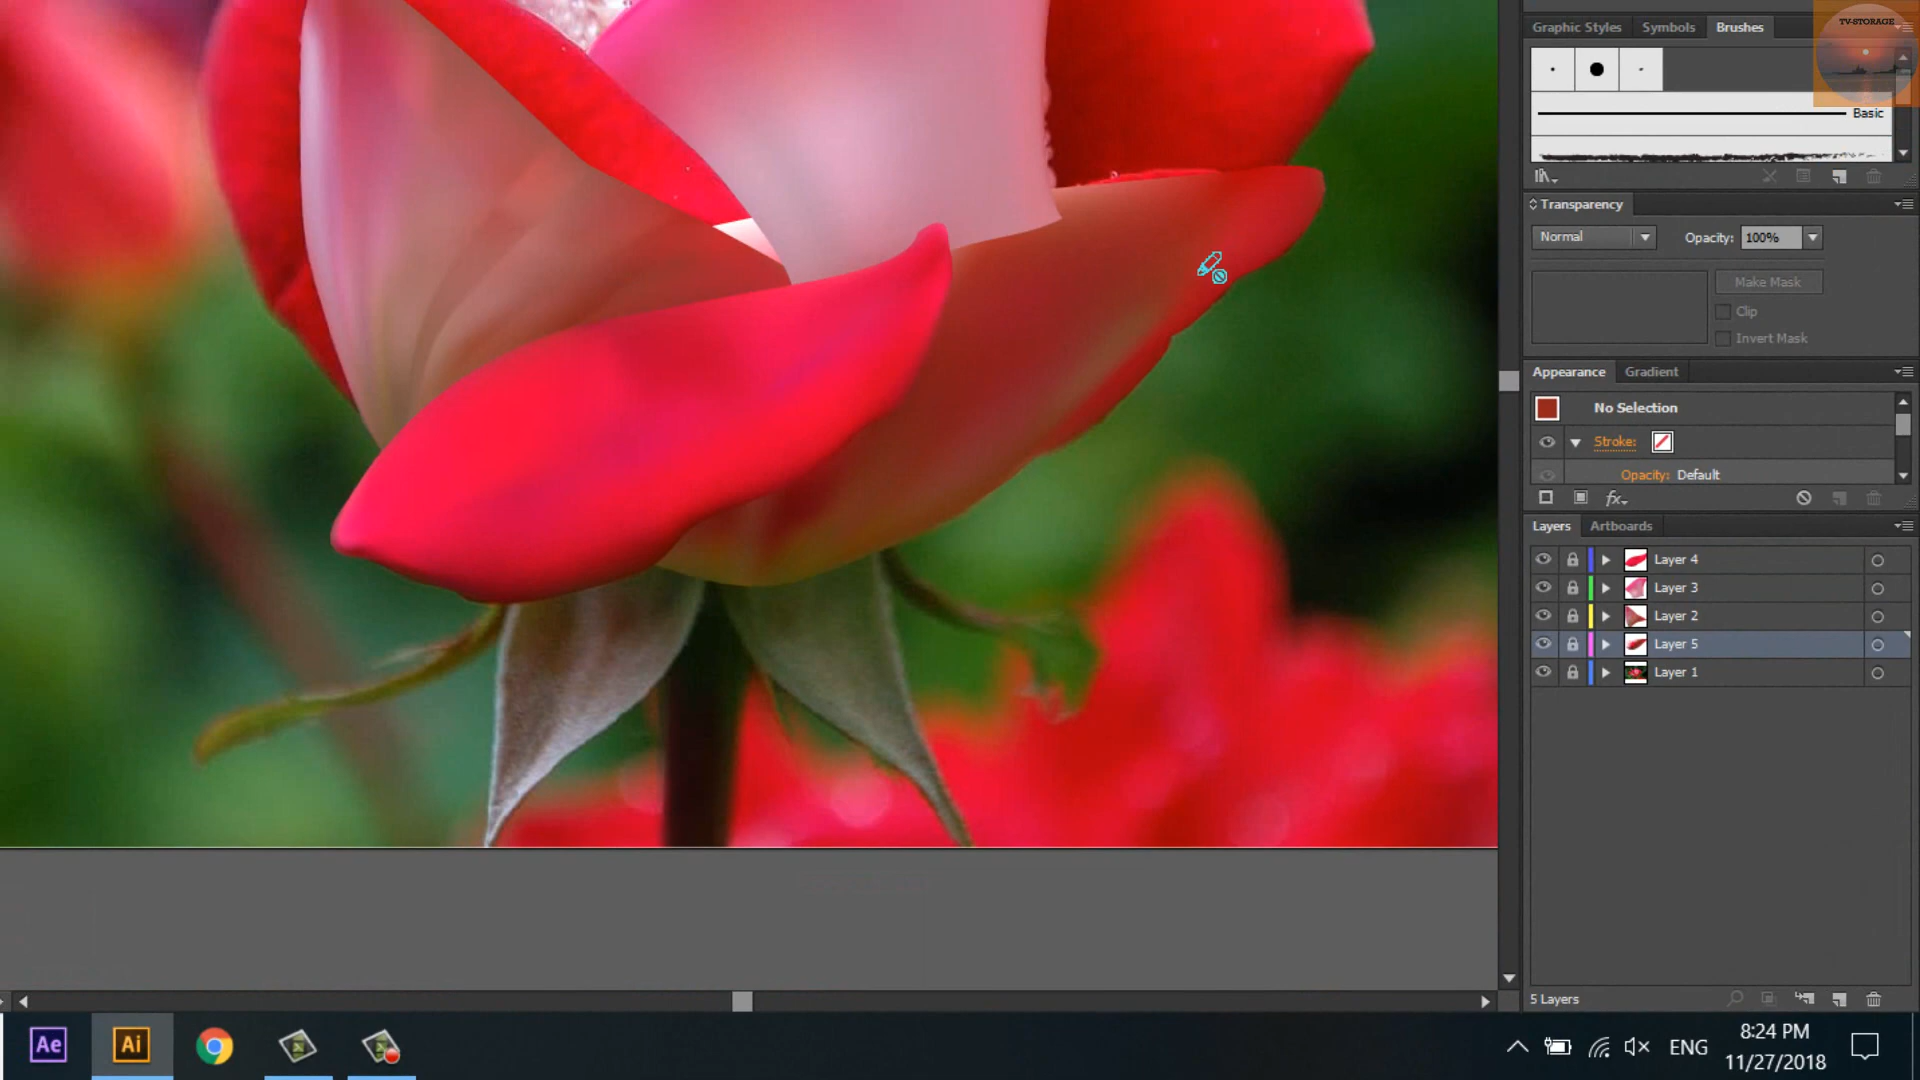 Graphic Styles Symbols Brushes
TV-STORAGE
Basic
Transparency
Normal Opacity: 100%
Make Mask
Clip
Invert Mask
Appearance Gradient
No Selection
Stroke:
Opacity: Default
fx
Layers Artboards
Layer 4
Layer 3
Layer 2
Layer 5
Layer 1
5 Layers
Ae Ai
ENG
8:24 PM
11/27/2018